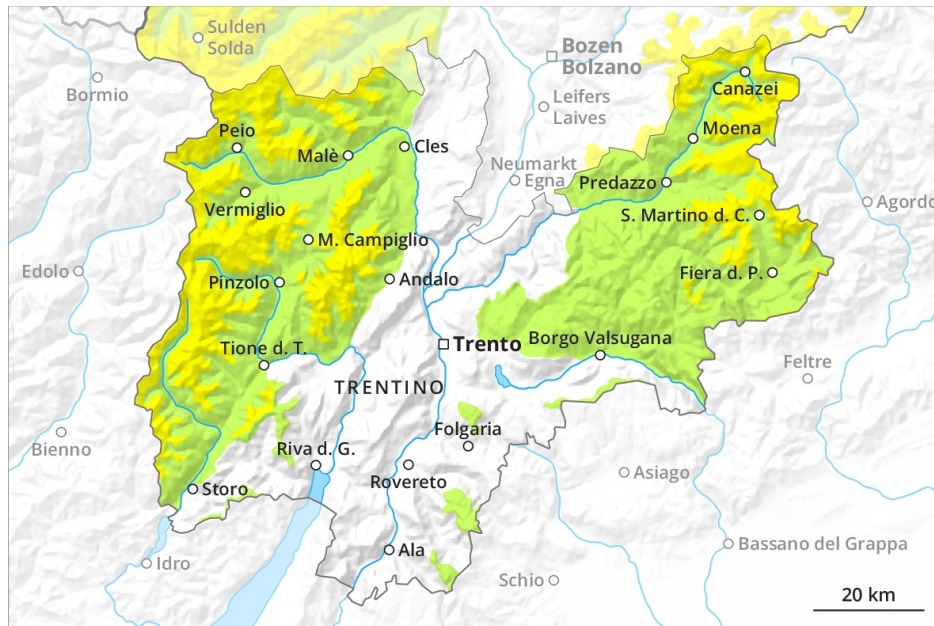 Sulden
Solda
Bozen
Bolzano
Bormio
Leifers
Laives
Canazei
Moena
Peio
Malè
Cles
Neumarkt
Egna
Predazzo
Vermiglio
Agordo
S. Martino d. C.
M. Campiglio
Edolo
Pinzolo
Andalo
Fiera d. P.
Trento
Borgo Valsugana
Tione d. T.
Feltre
TRENTINO
Bienno
Folgaria
Riva d. G.
Asiago
Rovereto
Storo
Ala
Idro
Bassano del Grappa
Schio
20 km